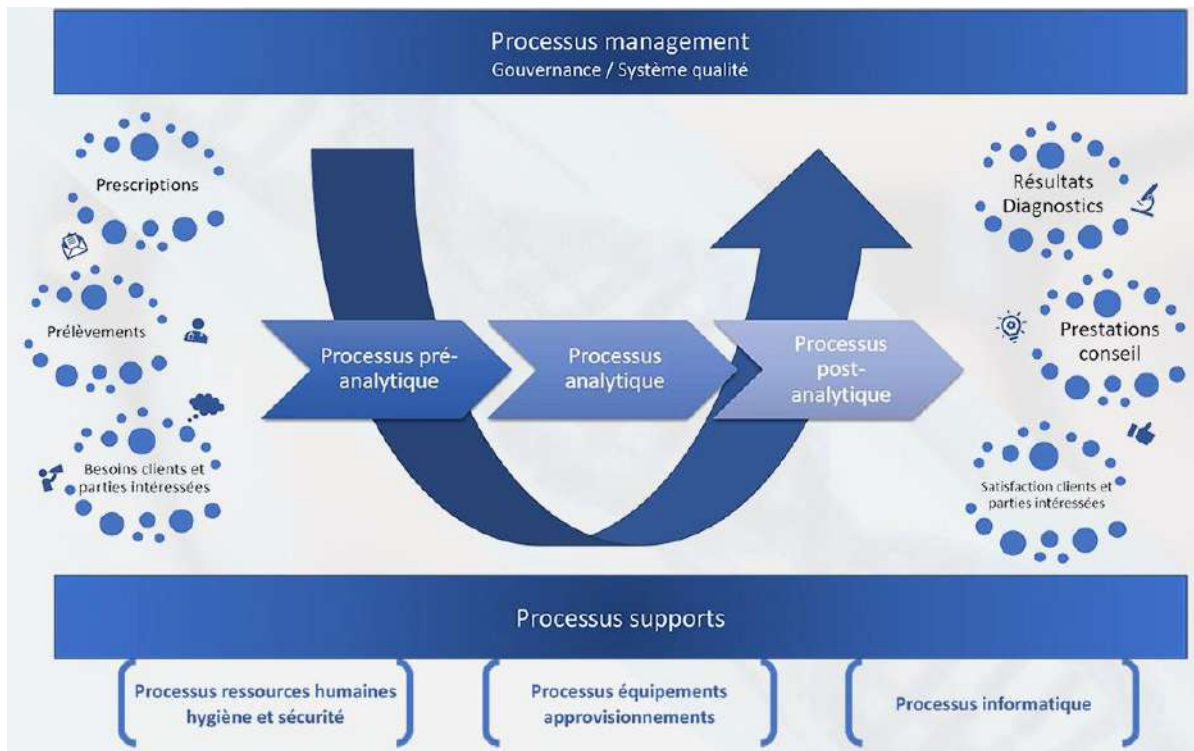 Processus management
Gouvernance / Système qualité
Prescriptions
Prélèvements
Besoins clients et
parties intéressées
Processus pré-
analytique
Processus
analytique
Processus
post-
analytique
Résultats
Diagnostics
Prestations
conseil
Satisfaction clients et
parties intéressées
Processus supports
Processus ressources humaines
hygiène et sécurité
Processus équipements
approvisionnements
Processus informatique